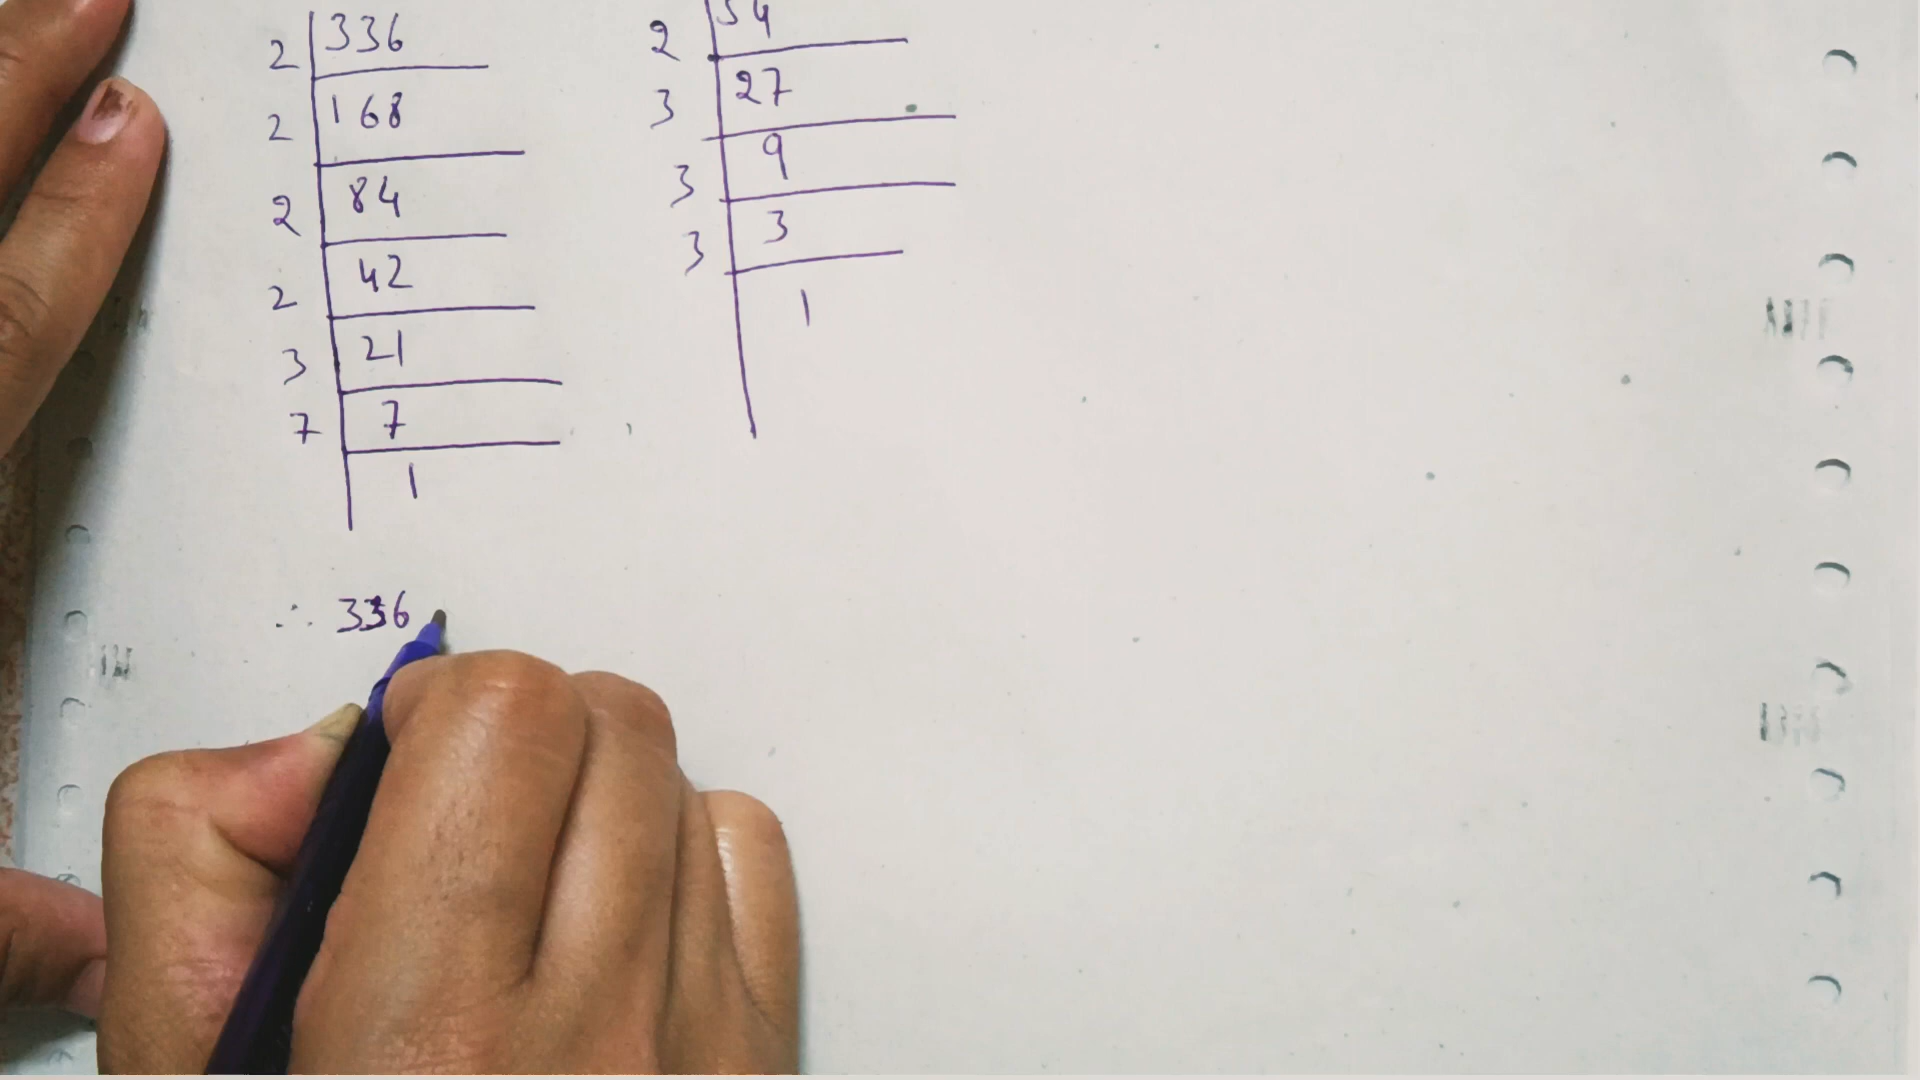 2 | 336
2 | 168
2 | 84
2 | 42
3 | 21
7 | 7
1
2 | 54
3 | 27
3 | 9
3 | 3
1
∴ 336